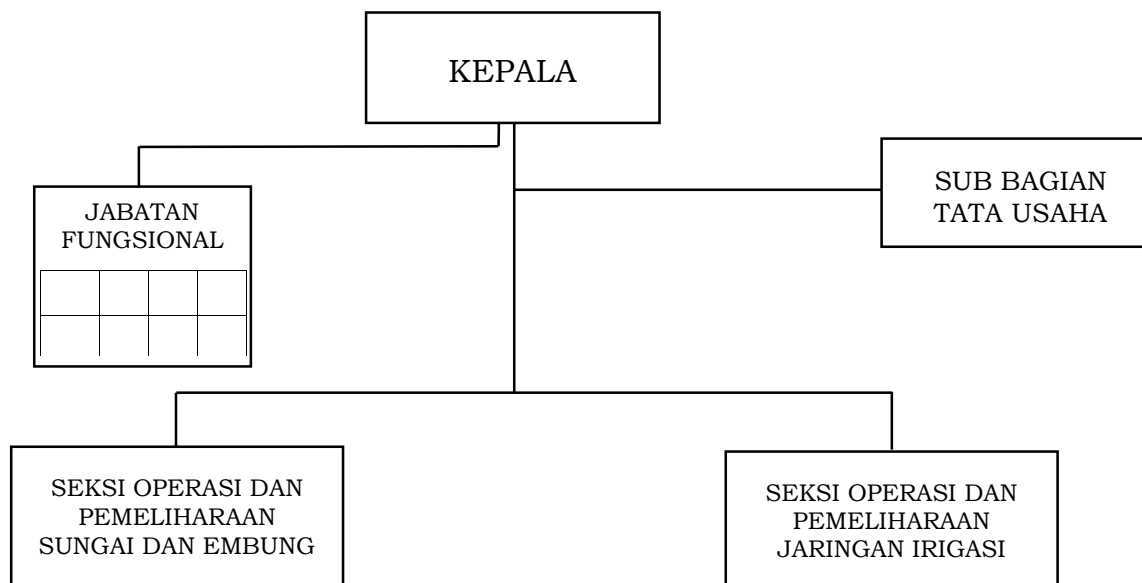 KEPALA
SUB BAGIAN
TATA USAHA
JABATAN
FUNGSIONAL
SEKSI OPERASI DAN
PEMELIHARAAN
SUNGAI DAN EMBUNG
SEKSI OPERASI DAN
PEMELIHARAAN
JARINGAN IRIGASI